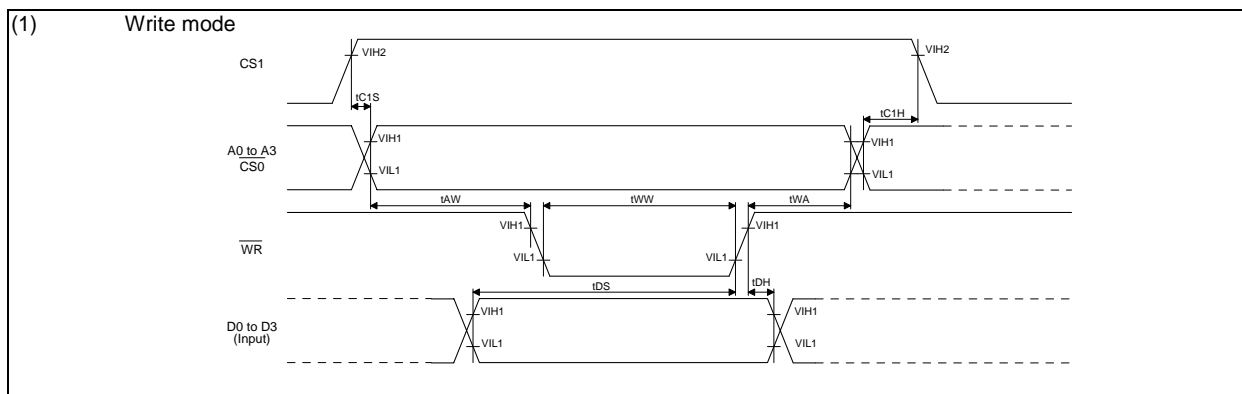 (1) Write mode
CS1
VIH2
VIH2
tC1S
tC1H
A0 to A3
CS0
VIH1
VIL1
VIH1
VIL1
tAW
tWW
tWA
WR
VIH1
VIL1
VIL1
VIH1
tDS
tDH
D0 to D3
(Input)
VIH1
VIL1
VIH1
VIL1